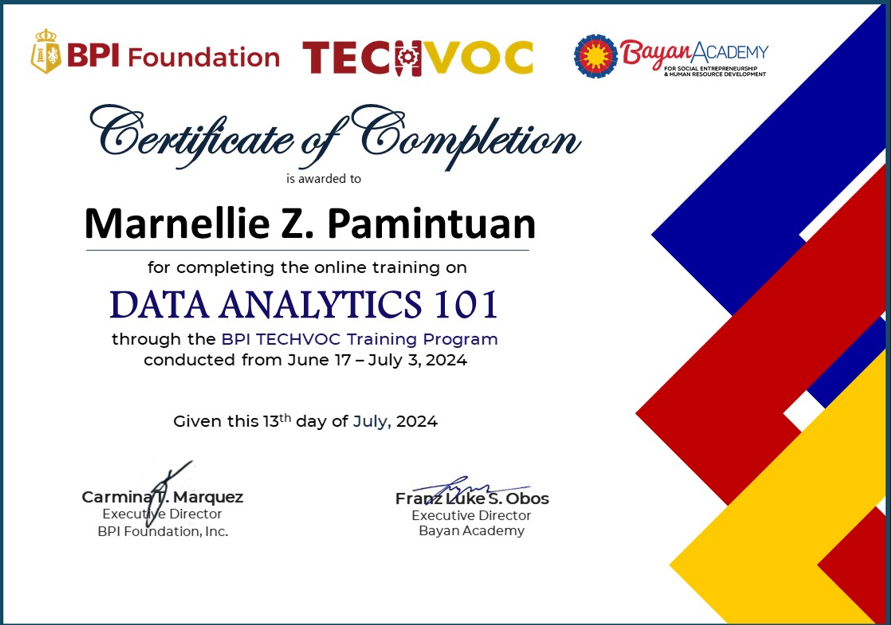 BPI Foundation
TECHVOC
Bayan ACADEMY
FOR SOCIAL ENTREPRENEURSHIP
& HUMAN RESOURCE DEVELOPMENT
Certificate of Completion
is awarded to
Marnellie Z. Pamintuan
for completing the online training on
DATA ANALYTICS 101
through the BPI TECHVOC Training Program
conducted from June 17 – July 3, 2024
Given this 13th day of July, 2024
Carmina T. Marquez
Executive Director
BPI Foundation, Inc.
Franz Luke S. Obos
Executive Director
Bayan Academy